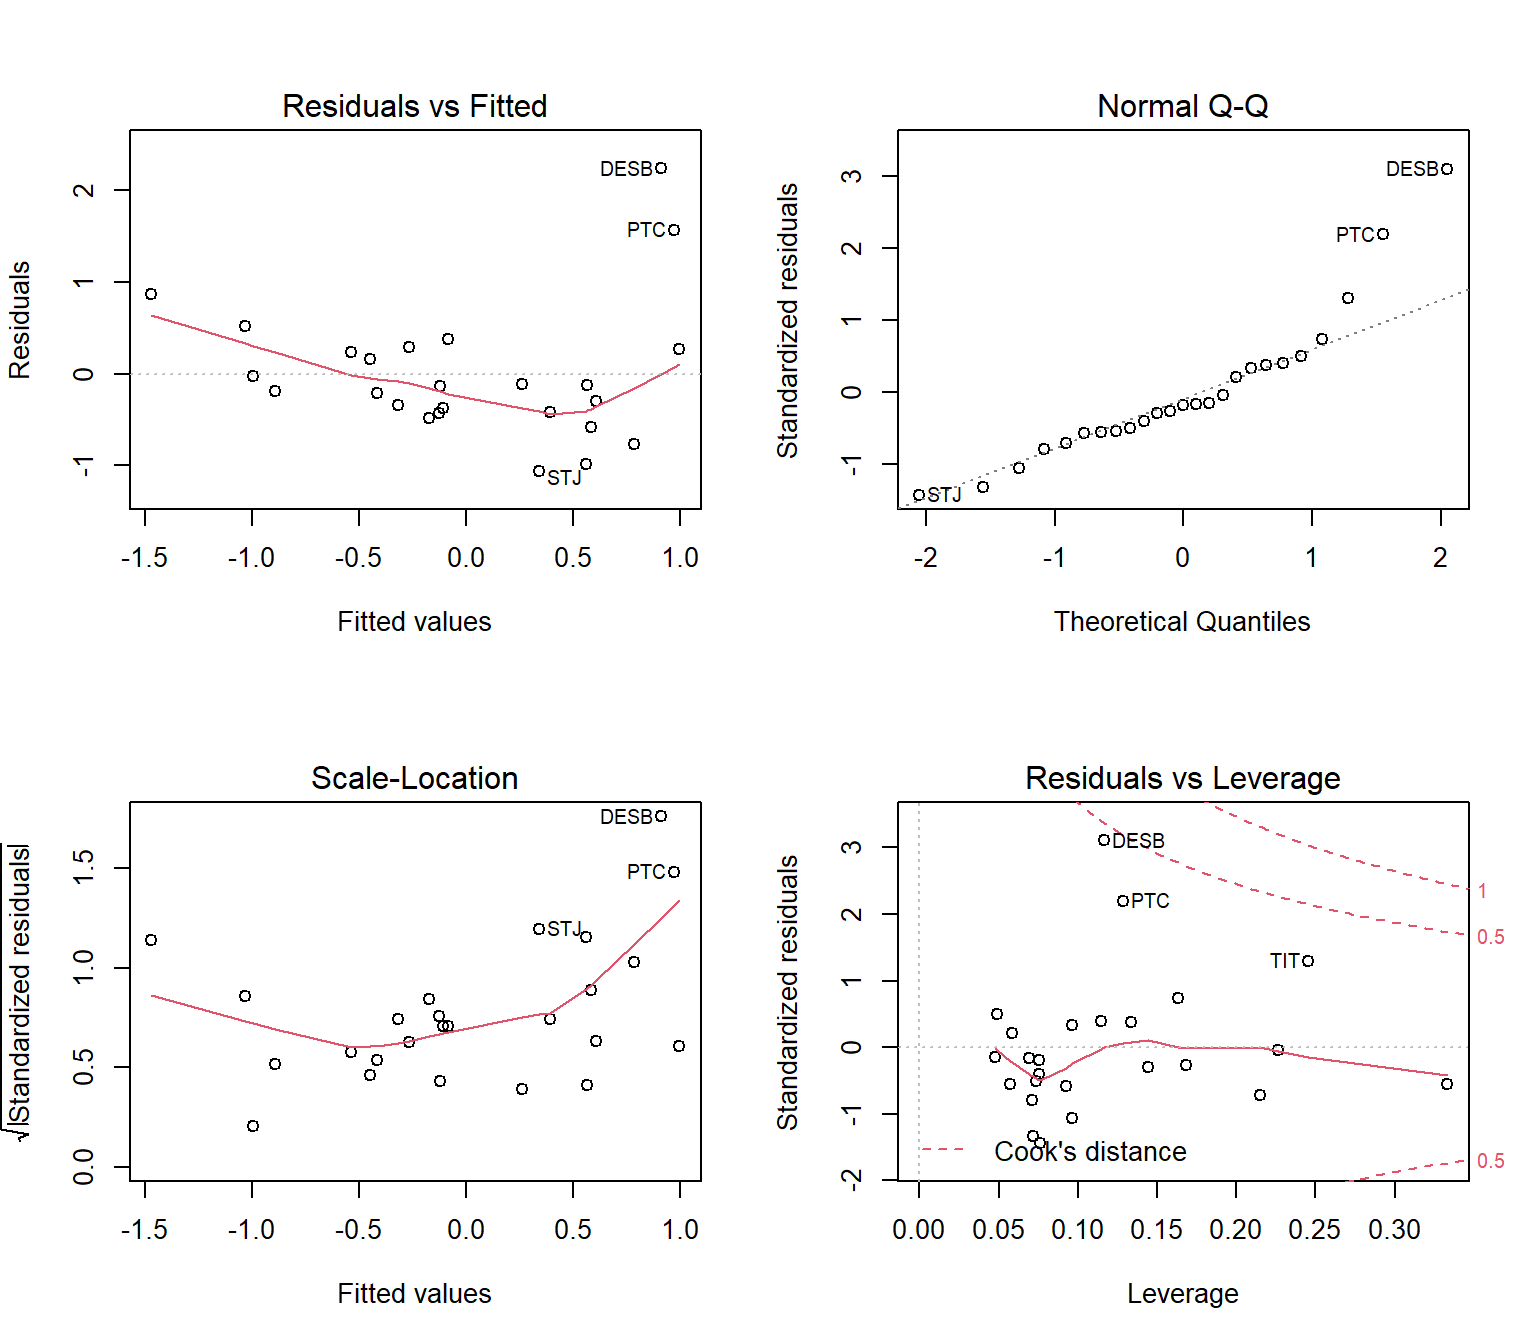 Residuals vs Fitted
Residuals
2
1
0
-1
DESB
PTC
STJ
-1.5 -1.0 -0.5 0.0 0.5 1.0
Fitted values
Normal Q-Q
Standardized residuals
3
2
1
0
-1
DESB
PTC
STJ
-2 -1 0 1 2
Theoretical Quantiles
Scale-Location
√|Standardized residuals|
1.5
1.0
0.5
0.0
DESB
PTC
STJ
-1.5 -1.0 -0.5 0.0 0.5 1.0
Fitted values
Residuals vs Leverage
Standardized residuals
3
2
1
0
-1
-2
DESB
PTC
TIT
1
0.5
0.5
Cook's distance
0.00 0.05 0.10 0.15 0.20 0.25 0.30
Leverage